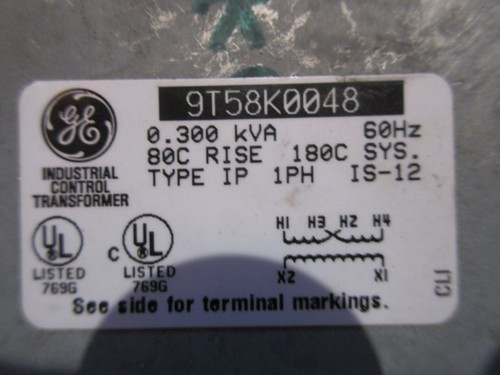 9T58K0048
GE
0.300 kVA 60Hz
80C RISE 180C SYS.
TYPE IP 1PH IS-12
INDUSTRIAL
CONTROL
TRANSFORMER
H1 H3 H2 H4
X2 X1
UL
LISTED
769G
C UL
LISTED
769G
CLI
See side for terminal markings.